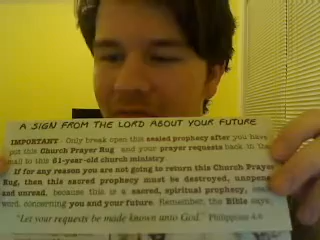 A SIGN FROM THE LORD ABOUT YOUR FUTURE
IMPORTANT - Only break open this sealed prophecy after you have
put this Church Prayer Rug and your prayer requests back in the
mail to this 61-year-old church ministry
If for any reason you are not going to return this Church Prayer
Rug, then this sacred prophecy must be destroyed, unopened
and unread, because this is a sacred, spiritual prophecy,
word, concerning you and your future. Remember, the Bible says,
"Let your requests be made known unto God." Philippians 4:6